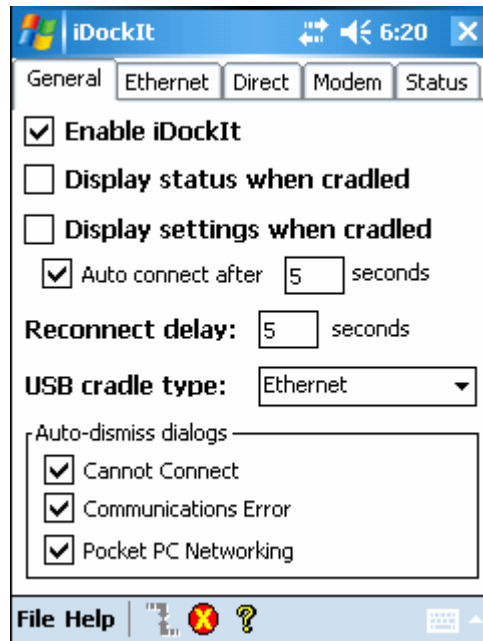 iDockIt 6:20
General Ethernet Direct Modem Status
Enable iDockIt
Display status when cradled
Display settings when cradled
Auto connect after 5 seconds
Reconnect delay: 5 seconds
USB cradle type: Ethernet
Auto-dismiss dialogs
Cannot Connect
Communications Error
Pocket PC Networking
File Help